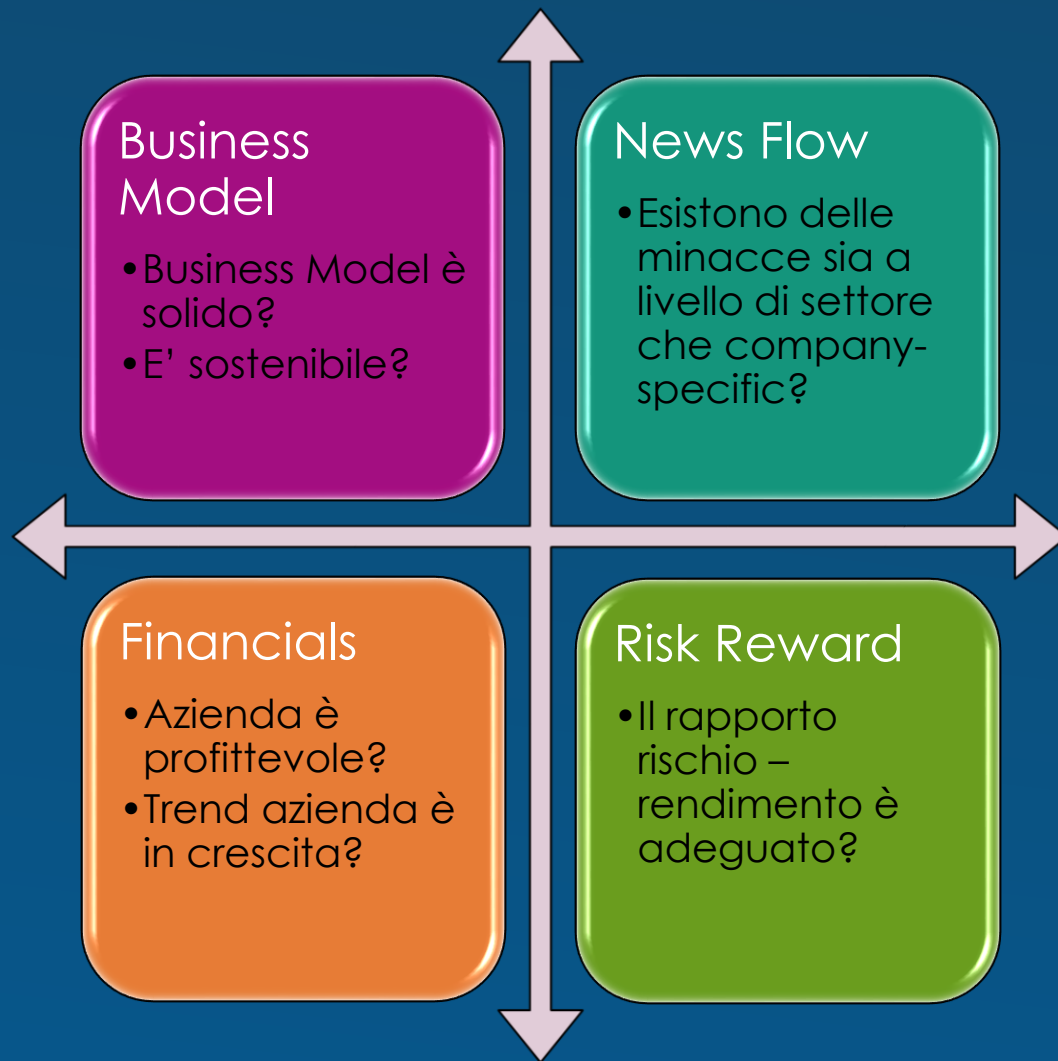 Business
Model
•Business Model è
solido?
•E' sostenibile?
News Flow
•Esistono delle
minacce sia a
livello di settore
che company-
specific?
Financials
•Azienda è
profittevole?
•Trend azienda è
in crescita?
Risk Reward
•Il rapporto
rischio –
rendimento è
adeguato?